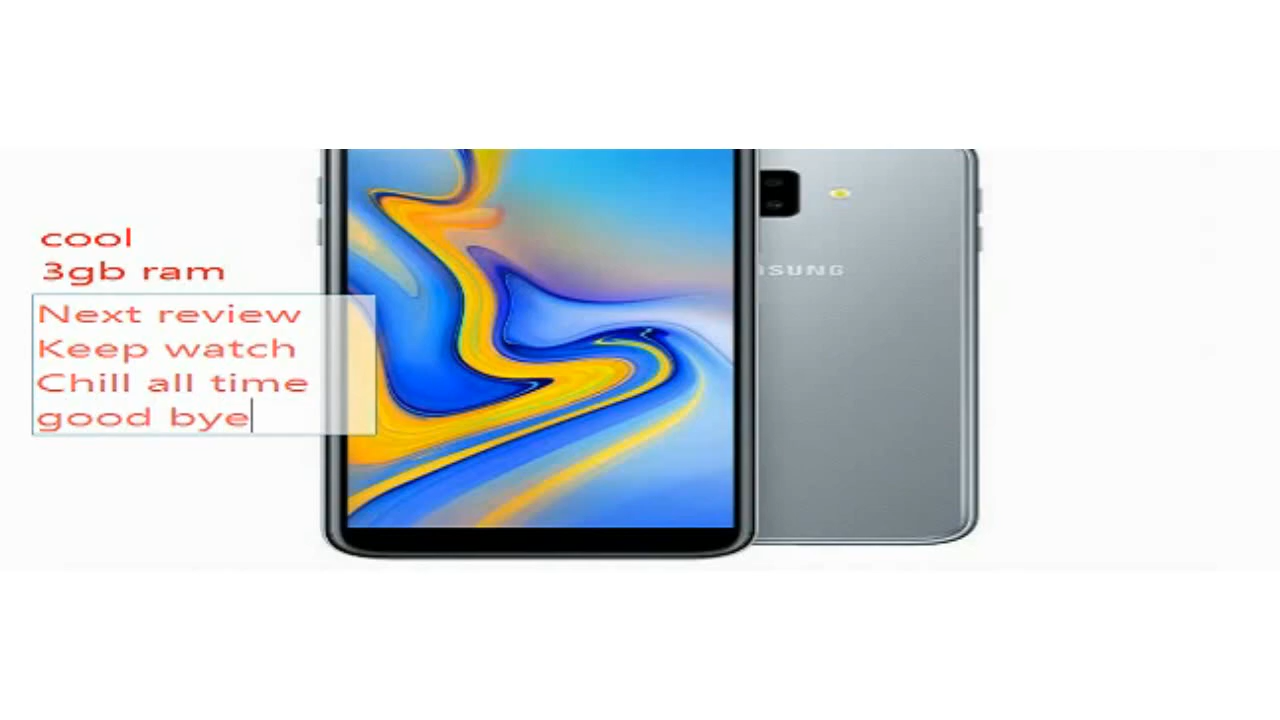 cool
3gb ram
Next review
Keep watch
Chill all time
good bye
SUNG